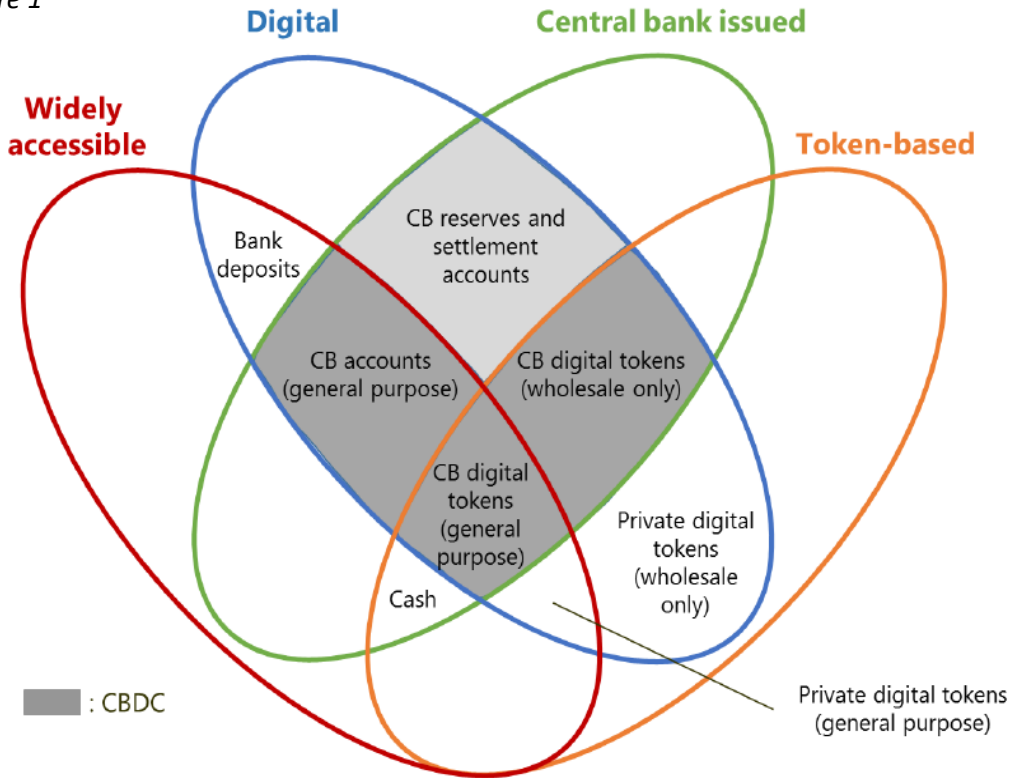 Digital
Central bank issued
Widely
accessible
Token-based
CB reserves and
settlement
accounts
Bank
deposits
CB accounts
(general purpose)
CB digital tokens
(wholesale only)
CB digital
tokens
(general
purpose)
Private digital
tokens
(wholesale
only)
Cash
: CBDC
Private digital tokens
(general purpose)